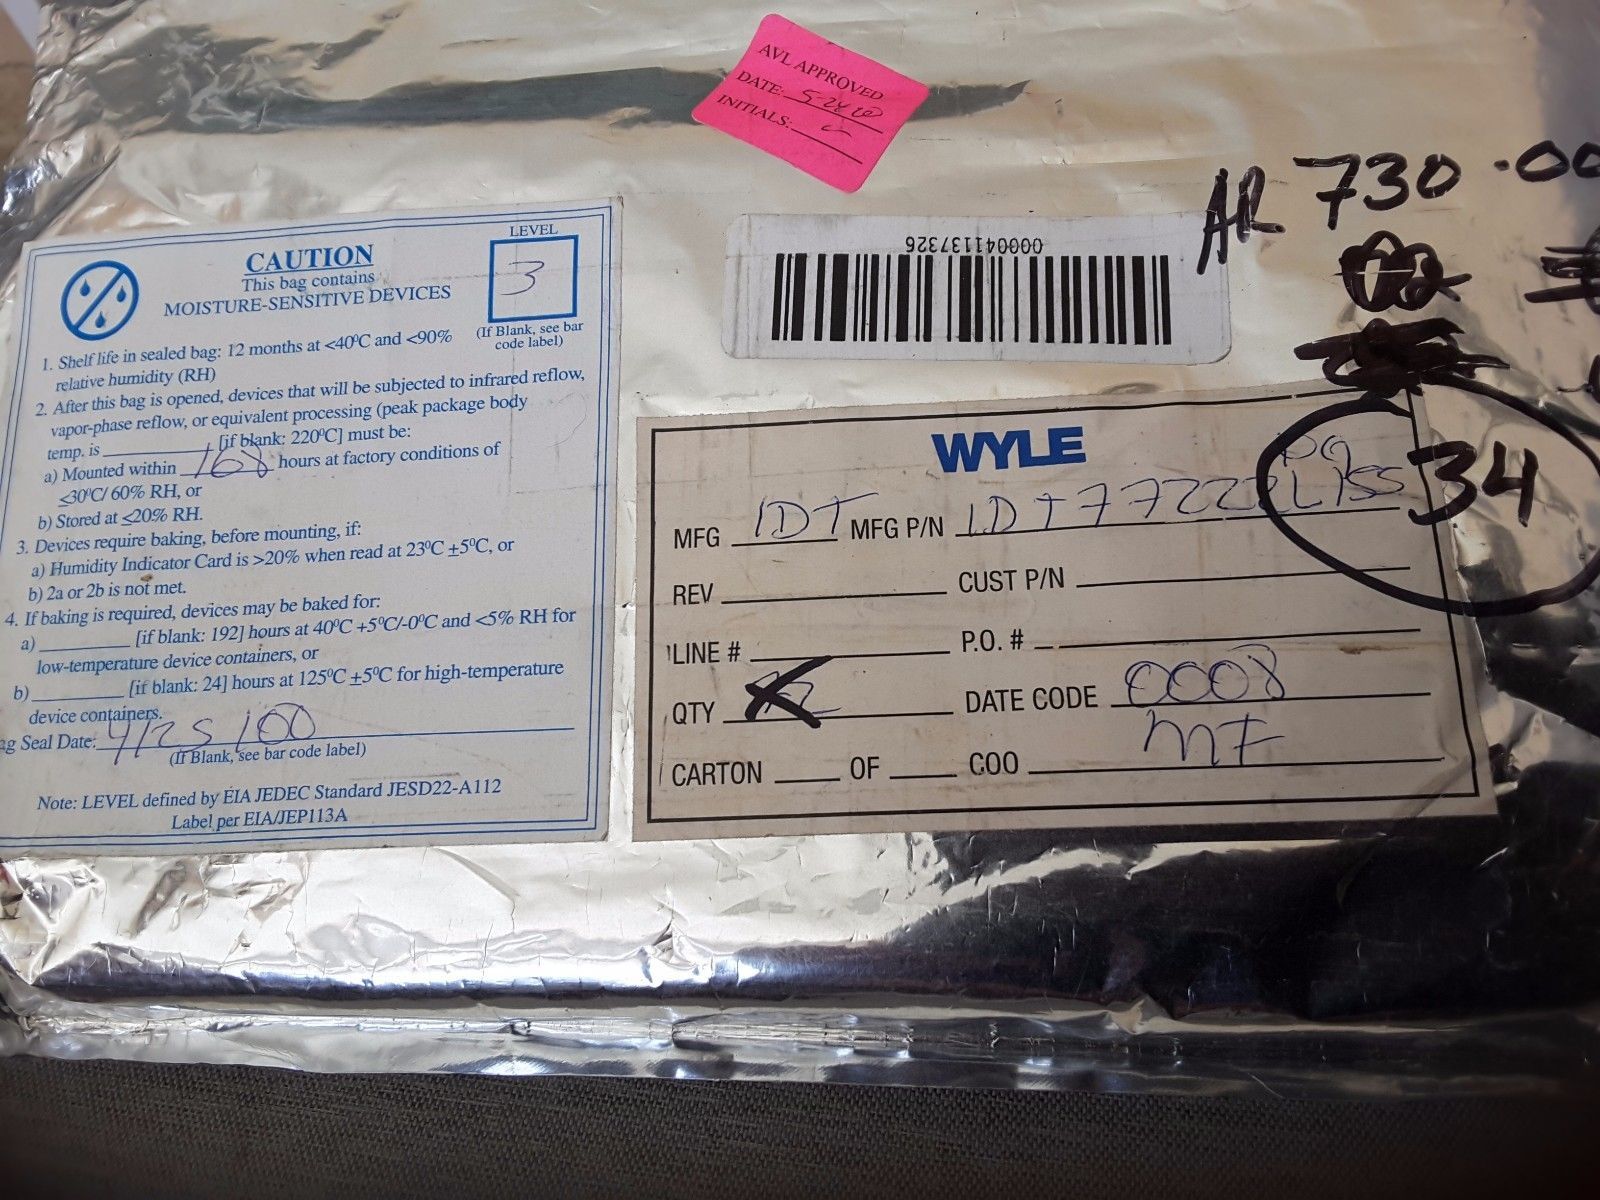 AVL APPROVED
DATE:
INITIALS:
AR 730.00
000041137326
34
CAUTION
This bag contains
MOISTURE-SENSITIVE DEVICES
LEVEL
3
(If Blank, see bar
code label)
1. Shelf life in sealed bag: 12 months at <40°C and <90%
relative humidity (RH)
2. After this bag is opened, devices that will be subjected to infrared reflow,
vapor-phase reflow, or equivalent processing (peak package body
temp. is [if blank: 220°C] must be:
a) Mounted within 168 hours at factory conditions of
≤30°C/ 60% RH, or
b) Stored at ≤20% RH.
3. Devices require baking, before mounting, if:
a) Humidity Indicator Card is >20% when read at 23°C ±5°C, or
b) 2a or 2b is not met.
4. If baking is required, devices may be baked for:
a) [if blank: 192] hours at 40°C +5°C/-0°C and <5% RH for
low-temperature device containers, or
b) [if blank: 24] hours at 125°C ±5°C for high-temperature
device containers.
Seal Date: 4/25/00
(If Blank, see bar code label)
Note: LEVEL defined by EIA JEDEC Standard JESD22-A112
Label per EIA/JEP113A
WYLE
MFG IDT MFG P/N IDT77222L155
PG
REV CUST P/N
LINE # P.O. #
QTY DATE CODE 0008
CARTON OF COO